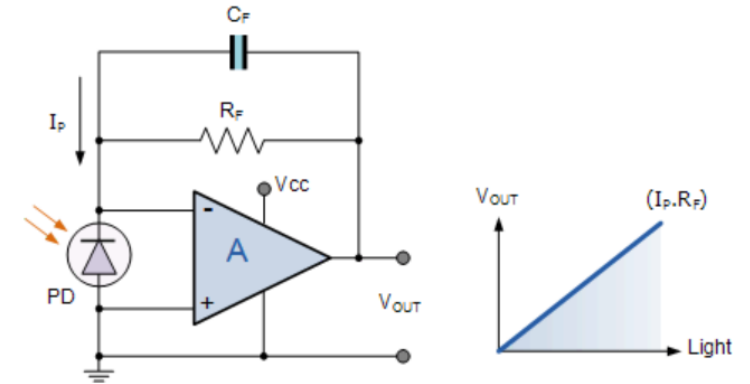 CF
RF
IP
Vcc
-
A
+
PD
VOUT
VOUT
(IP.RF)
Light